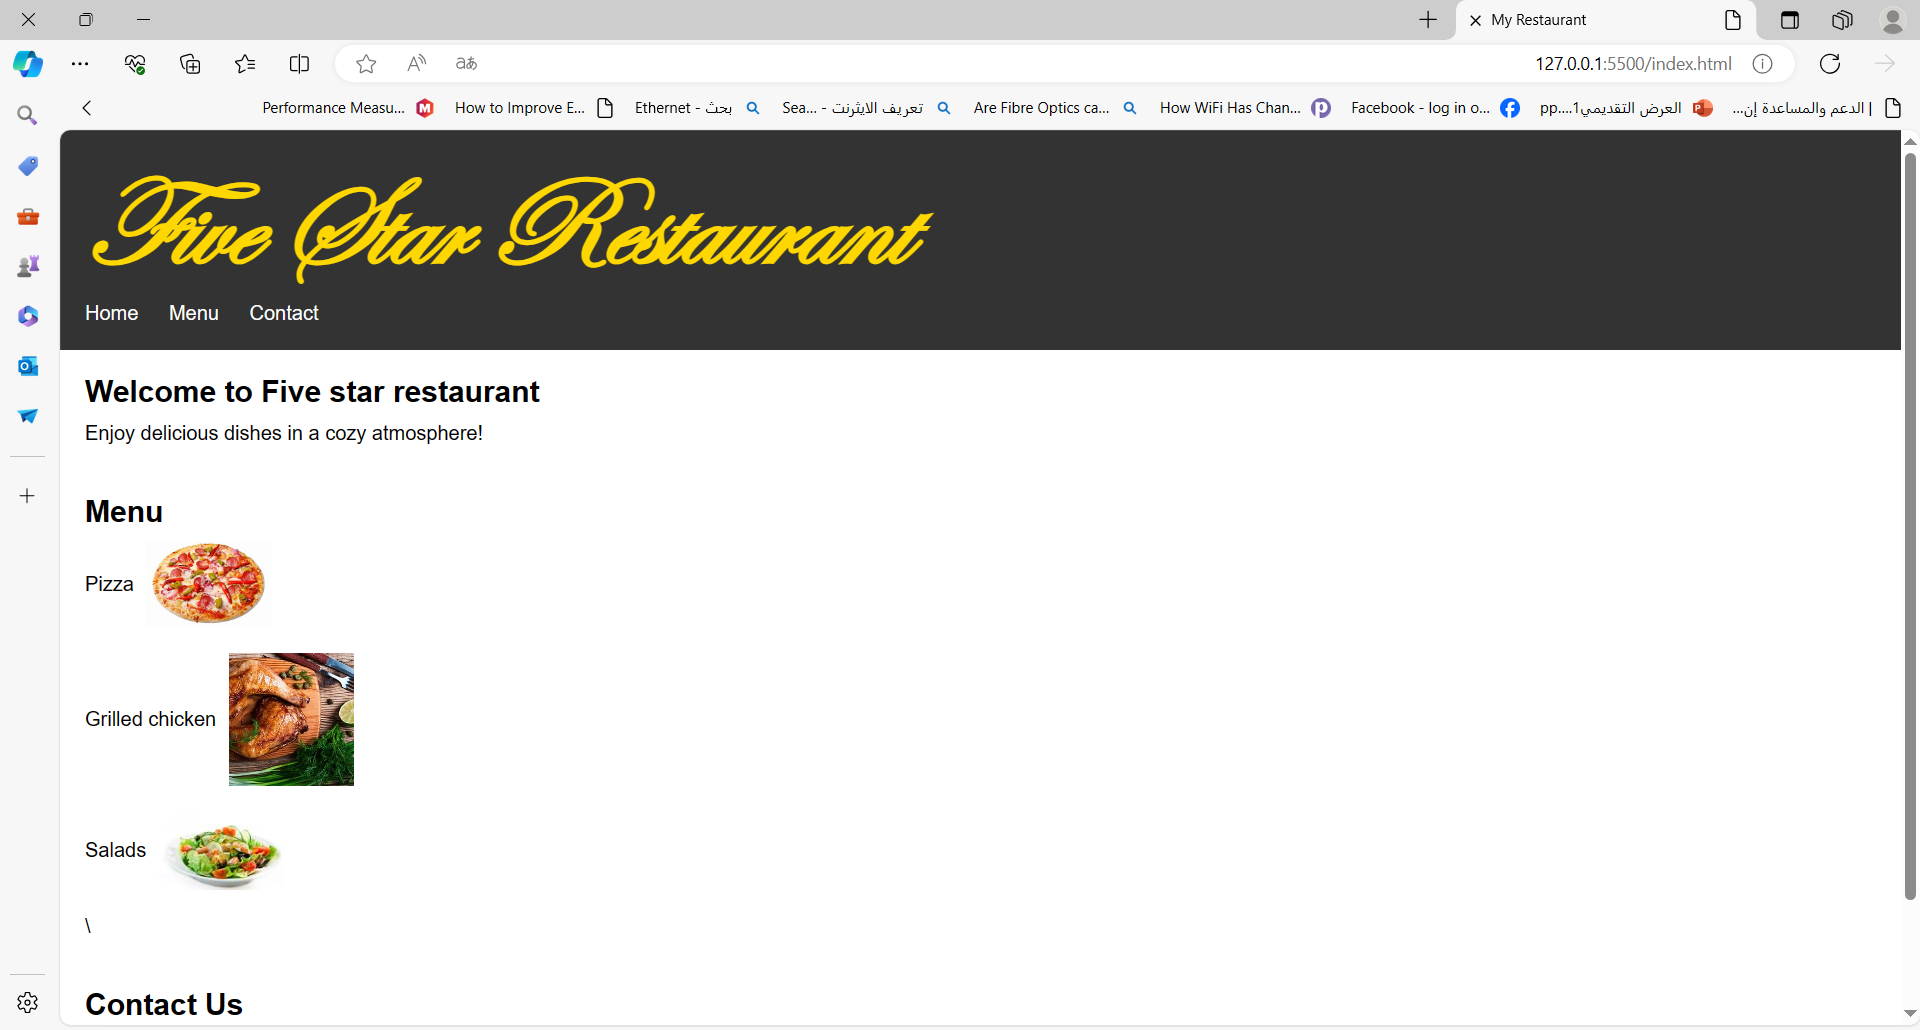 My Restaurant
127.0.0.1:5500/index.html
Performance Measu...
How to Improve E...
Ethernet - بحث
Sea... - تعريف الايثرنت
Are Fibre Optics ca...
How WiFi Has Chan...
Facebook - log in o...
pp....1العرض التقديمي
...الدعم والمساعدة إن |
Five Star Restaurant
Home Menu Contact
Welcome to Five star restaurant
Enjoy delicious dishes in a cozy atmosphere!
Menu
Pizza
Grilled chicken
Salads
\
Contact Us